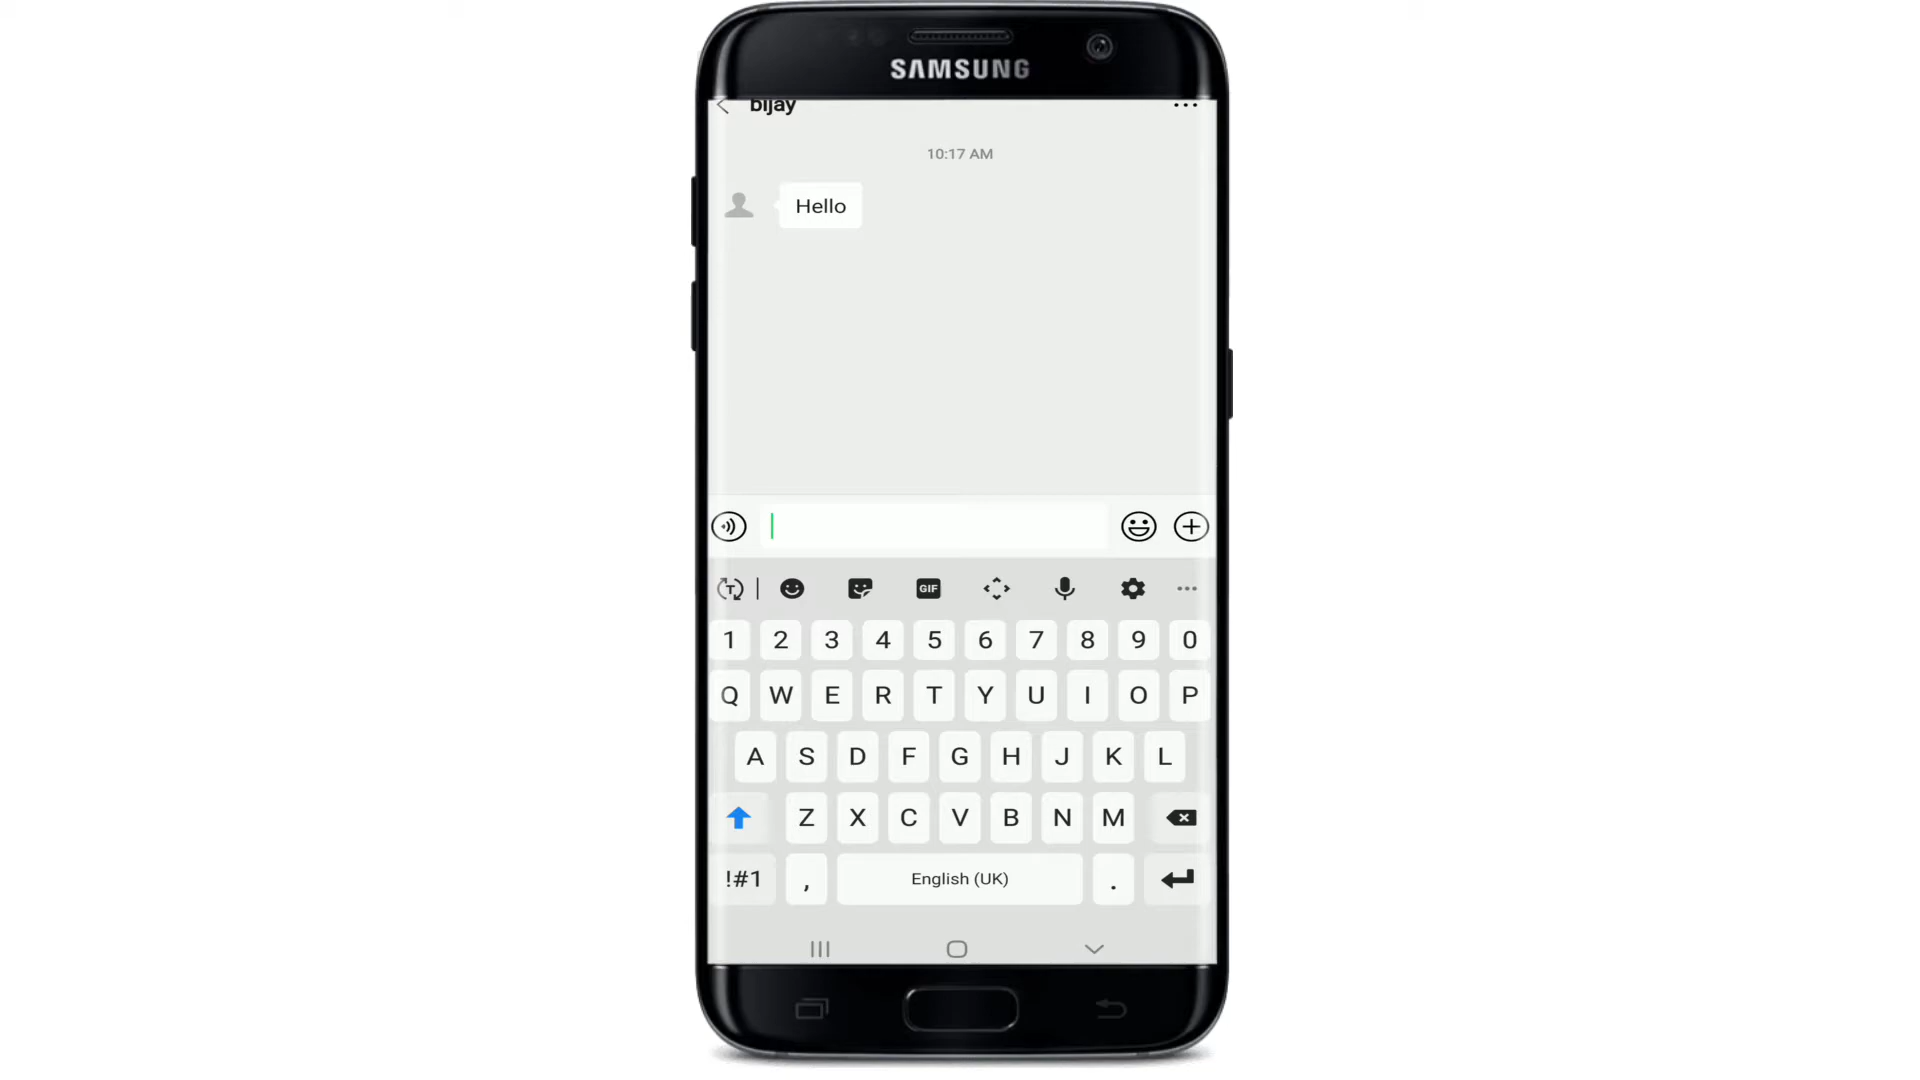 SAMSUNG
bijay
10:17 AM
Hello
GIF
1 2 3 4 5 6 7 8 9 0
Q W E R T Y U I O P
A S D F G H J K L
Z X C V B N M
!#1 , English (UK) .